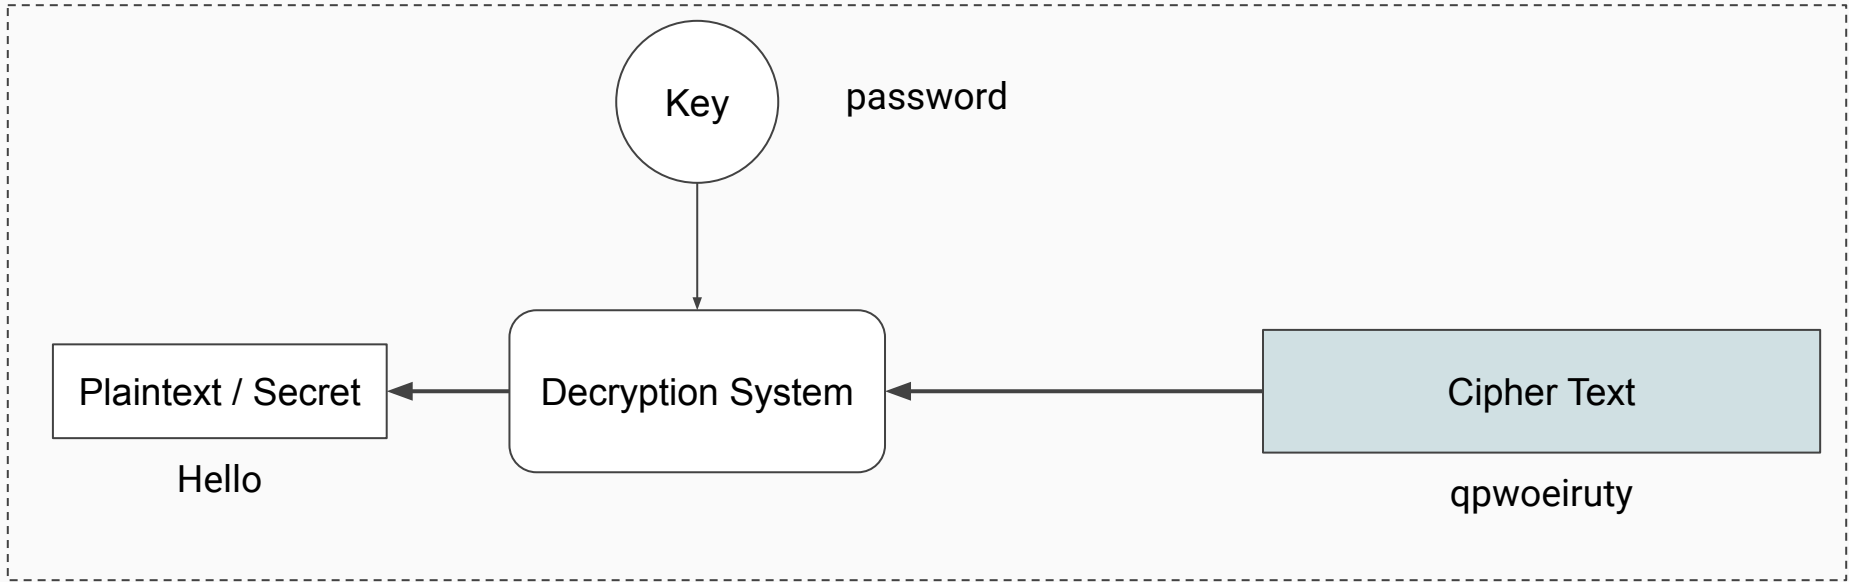 Key
password
Plaintext / Secret
Decryption System
Cipher Text
Hello
qpwoeiruty